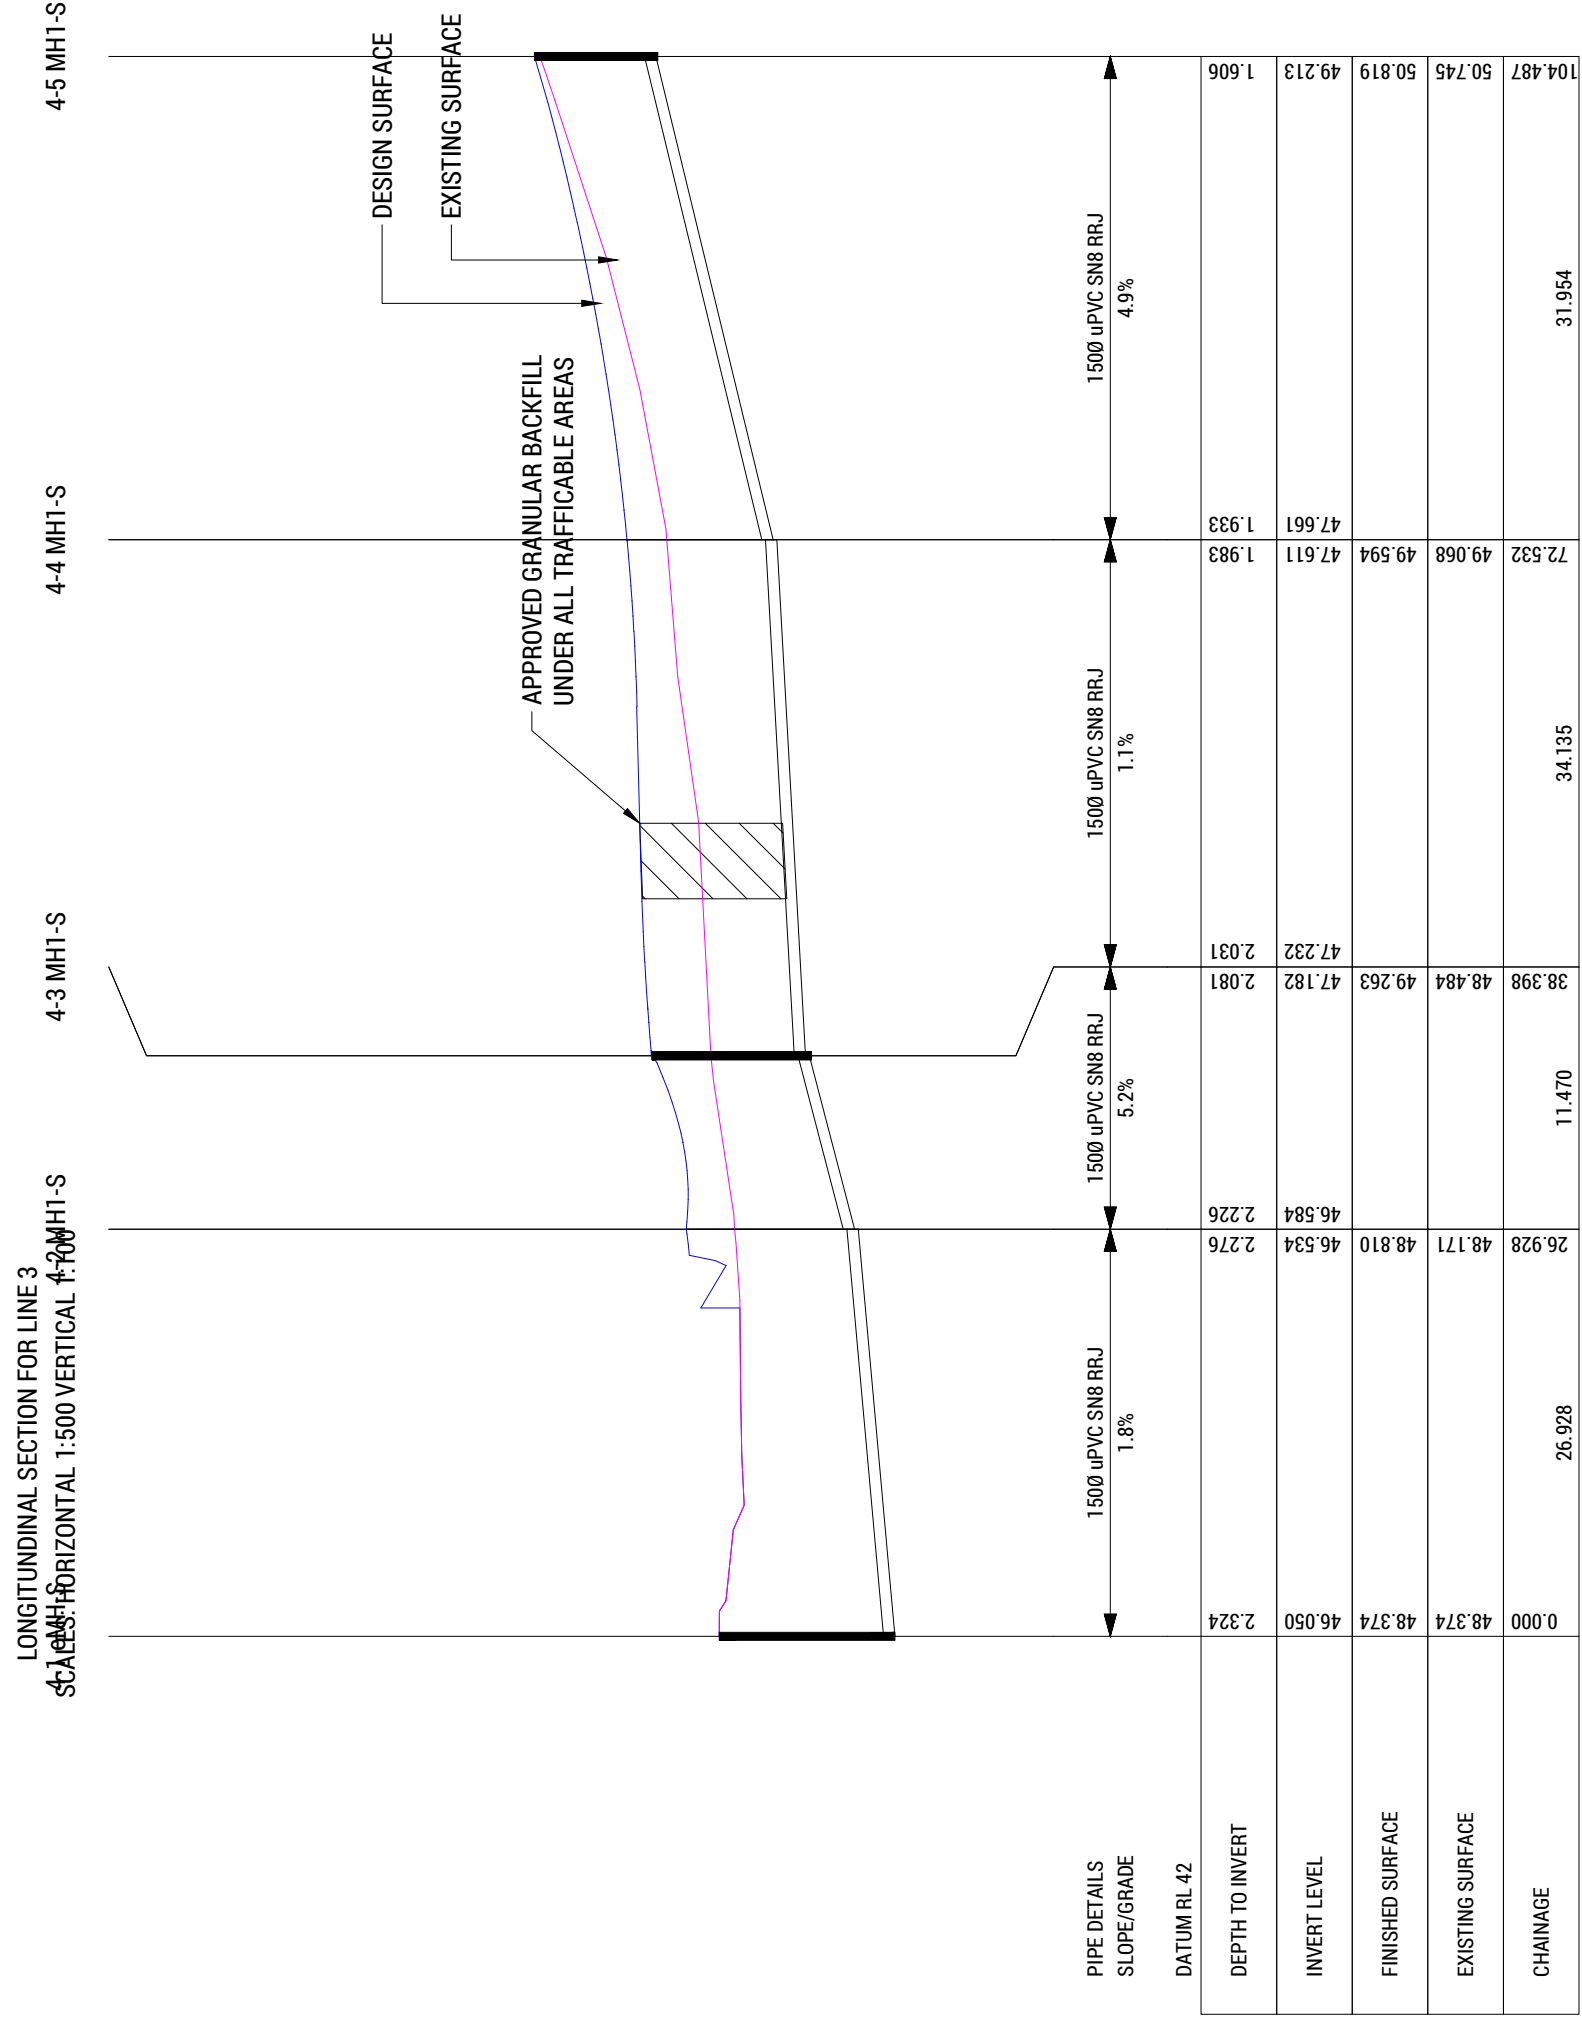 LONGITUNDINAL SECTION FOR LINE 3
SCALES: HORIZONTAL 1:500 VERTICAL 1:100
4-2 MH1-S
4-3 MH1-S
4-4 MH1-S
4-5 MH1-S
DESIGN SURFACE
EXISTING SURFACE
APPROVED GRANULAR BACKFILL
UNDER ALL TRAFFICABLE AREAS
PIPE DETAILS
150Ø uPVC SN8 RRJ
150Ø uPVC SN8 RRJ
150Ø uPVC SN8 RRJ
150Ø uPVC SN8 RRJ
SLOPE/GRADE
1.8%
5.2%
1.1%
4.9%
DATUM RL 42
DEPTH TO INVERT
2.324
2.276
2.226
2.081
2.031
1.983
1.933
1.606
INVERT LEVEL
46.050
46.534
46.584
47.182
47.232
47.611
47.661
49.213
FINISHED SURFACE
48.374
48.810
49.263
49.594
50.819
EXISTING SURFACE
48.374
48.171
48.484
49.068
50.745
CHAINAGE
0.000
26.928
38.398
72.532
104.487
26.928
11.470
34.135
31.954